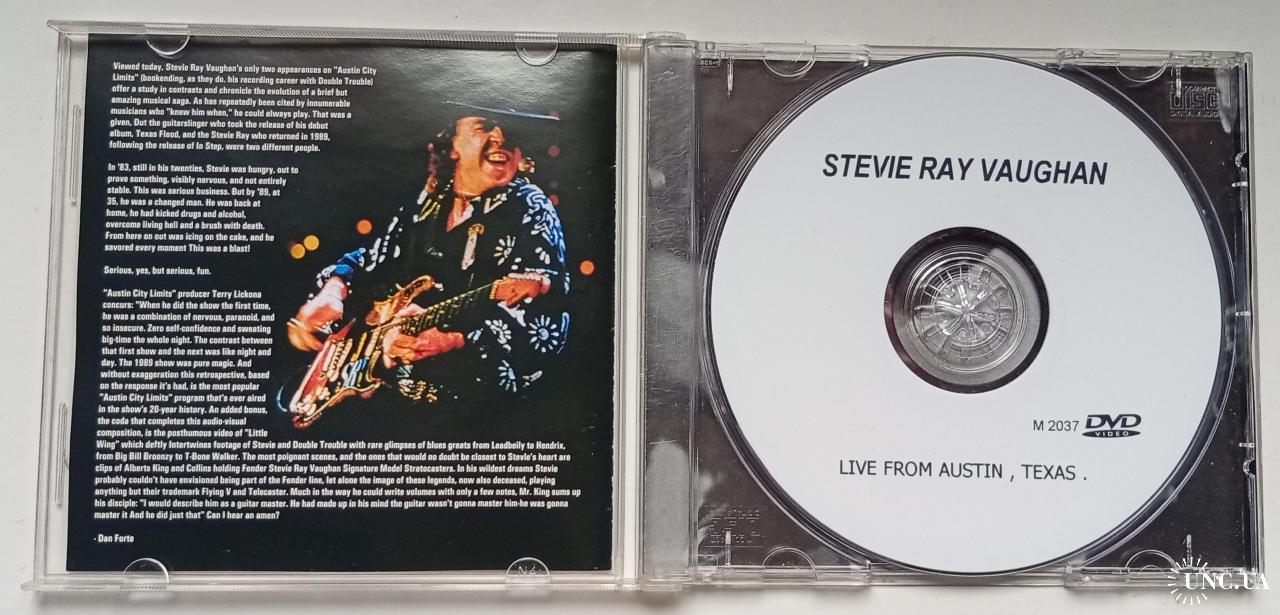 Viewed today, Stevie Ray Vaughan's only two appearances on "Austin City
Limits" (bookending, as they do. his recording career with Double Trouble)
offer a study in contrasts and chronicle the evolution of a brief but
amazing musical saga. As has repeatedly been cited by innumerable
musicians who "knew him when," he could always play. That was a
given, But the guitarslinger who took the release of his debut
album, Texas Flood, and the Stevie Ray who returned in 1989,
following the release of In Step, were two different people.
In '83, still in his twenties, Stevie was hungry, out to
prove something, visibly nervous, and not entirely
stable. This was serious business. But by '89, at
35, he was a changed man. He was back at
home, he had kicked drugs and alcohol,
overcome living hell and a brush with death.
From here on out was icing on the cake, and he
savored every moment This was a blast!
Serious, yes, but serious, fun.
"Austin City Limits" producer Terry Lickona
concurs: "When he did the show the first time,
he was a combination of nervous, paranoid, and
so insecure. Zero self-confidence and sweating
big-time the whole night. The contrast between
that first show and the next was like night and
day. The 1989 show was pure magic. And
without exaggeration this retrospective, based
on the response it's had, is the most popular
"Austin City Limits" program that's ever aired
in the show's 20-year history. An added bonus,
the coda that completes this audio-visual
composition, is the posthumous video of "Little
Wing" which deftly Intertwines footage of Stevie and Double Trouble with rare glimpses of blues greats from Leadbelly to Hendrix,
from Big Bill Broonzy to T-Bone Walker. The most poignant scenes, and the ones that would no doubt be closest to Stevie's heart are
clips of Alberts King and Collins holding Fender Stevie Ray Vaughan Signature Model Stratocasters. In his wildest dreams Stevie
probably couldn't have envisioned being part of the Fender line, let alone the image of these legends, now also deceased, playing
anything but their trademark Flying V and Telecaster. Much in the way he could write volumes with only a few notes, Mr. King sums up
his disciple: "I would describe him as a guitar master. He had made up in his mind the guitar wasn't gonna master him-he was gonna
master it And he did just that" Can I hear an amen?
- Dan Forte
STEVIE RAY VAUGHAN
M 2037 DVD
VIDEO
LIVE FROM AUSTIN , TEXAS .
COMPACT
disc
DIGITAL AUDIO
UNC.UA